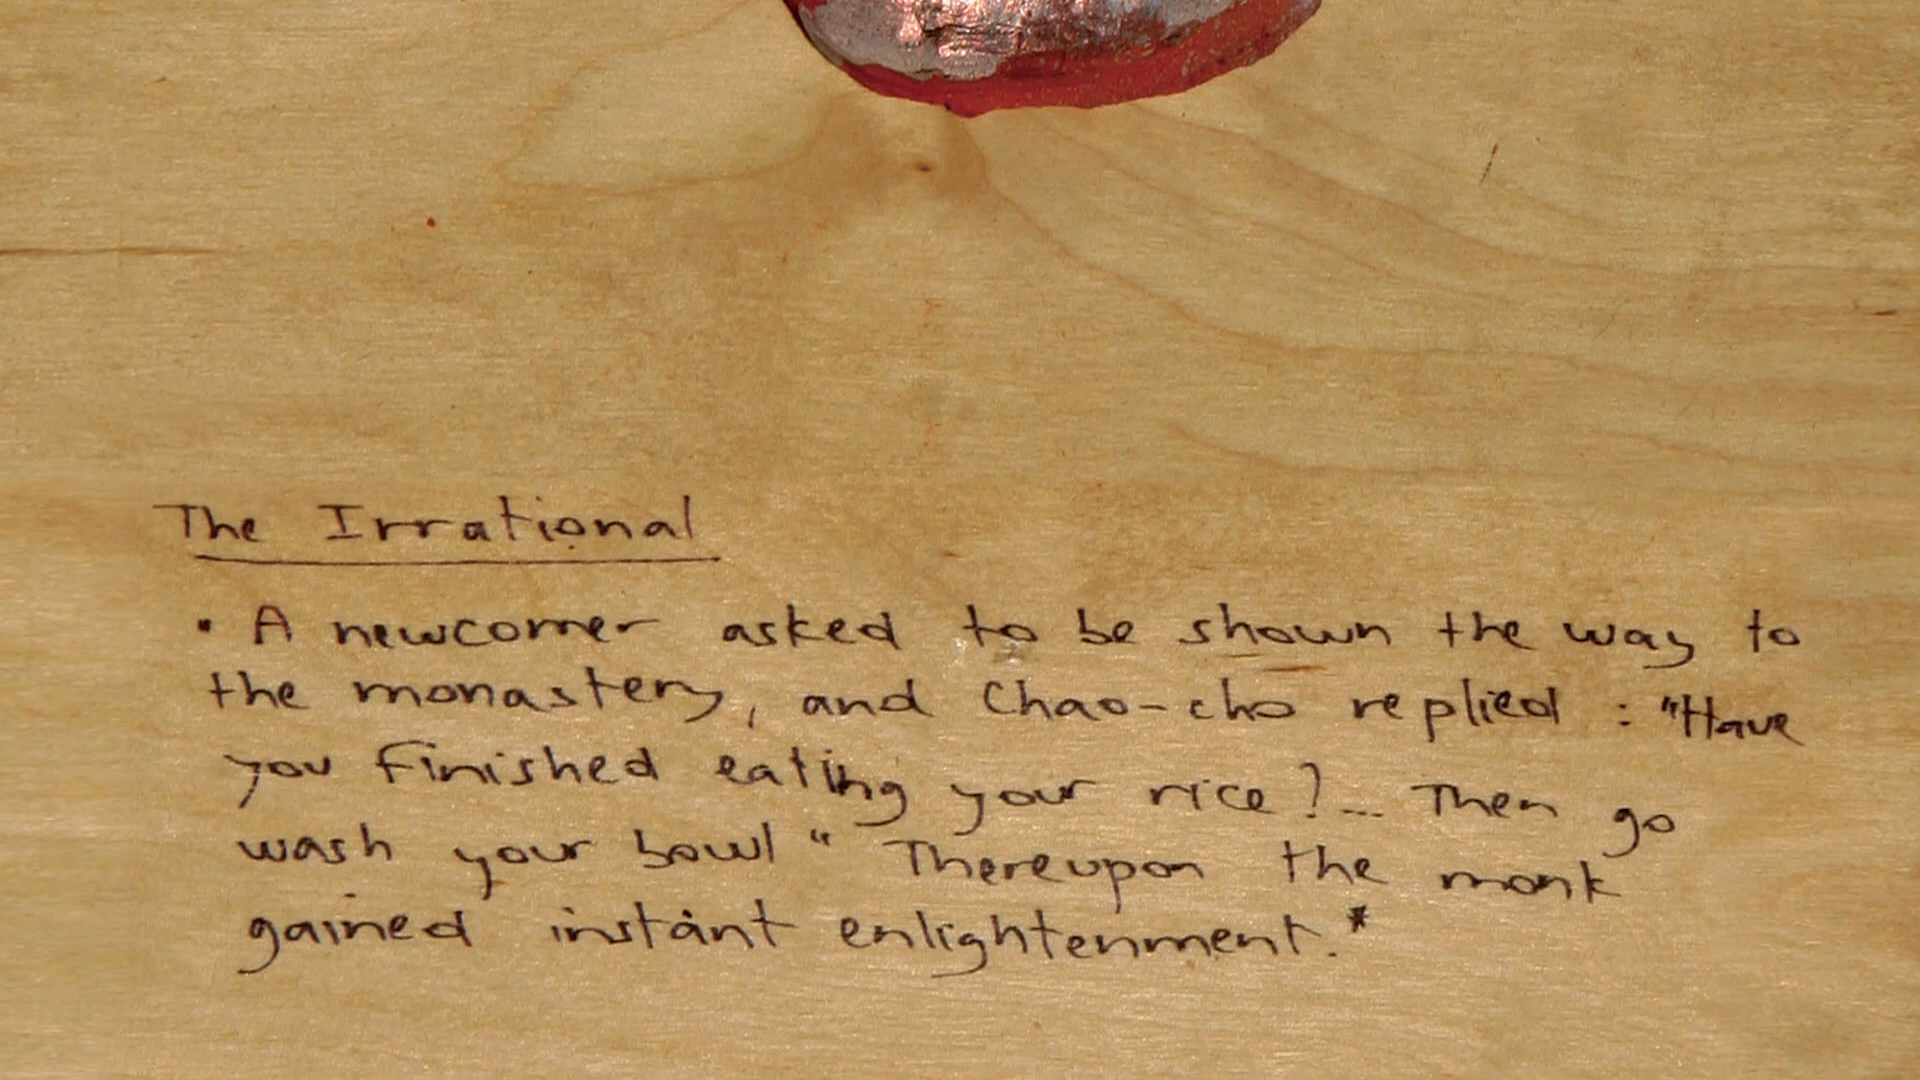 The Irrational
• A newcomer asked to be shown the way to
the monastery, and Chao-cho replied : "Have
you finished eating your rice?... Then go
wash your bowl" Thereupon the monk
gained instant enlightenment.*